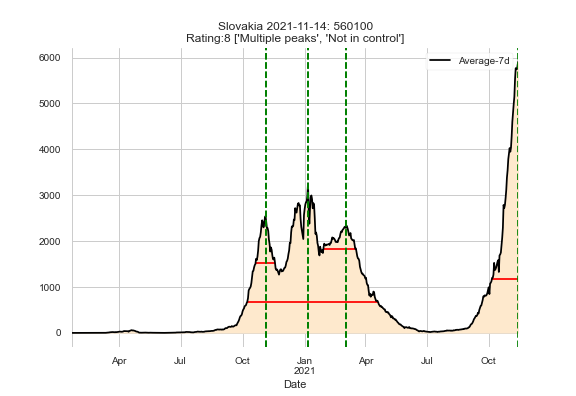 Slovakia 2021-11-14: 560100
Rating:8 ['Multiple peaks', 'Not in control']
Average-7d
6000
5000
4000
3000
2000
1000
0
Apr Jul Oct Jan Apr Jul Oct
2021
Date